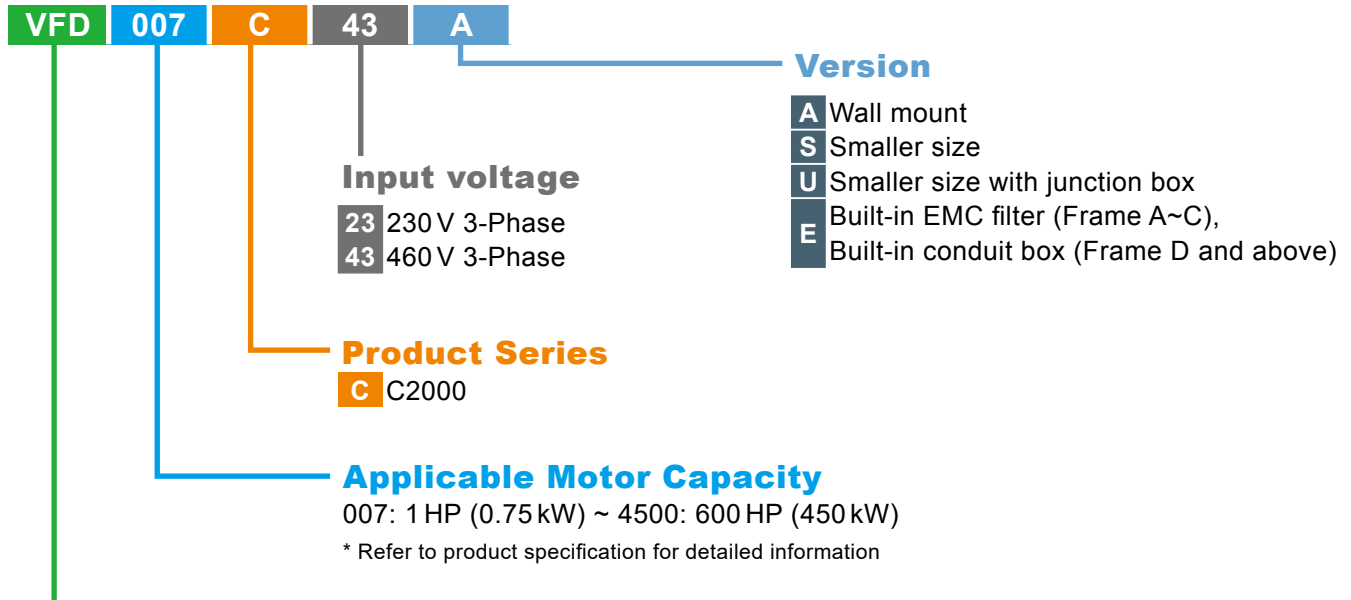 VFD 007 C 43 A
Version
A Wall mount
S Smaller size
U Smaller size with junction box
E Built-in EMC filter (Frame A~C),
Built-in conduit box (Frame D and above)
Input voltage
23 230 V 3-Phase
43 460 V 3-Phase
Product Series
C C2000
Applicable Motor Capacity
007: 1 HP (0.75 kW) ~ 4500: 600 HP (450 kW)
* Refer to product specification for detailed information